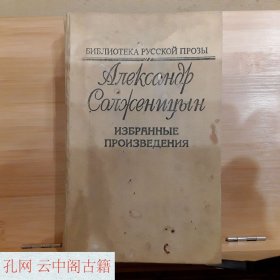 БИБЛИОТЕКА РУССКОЙ ПРОЗЫ
Александр
Солженицын
ИЗБРАННЫЕ
ПРОИЗВЕДЕНИЯ
孔网 云中阁古籍